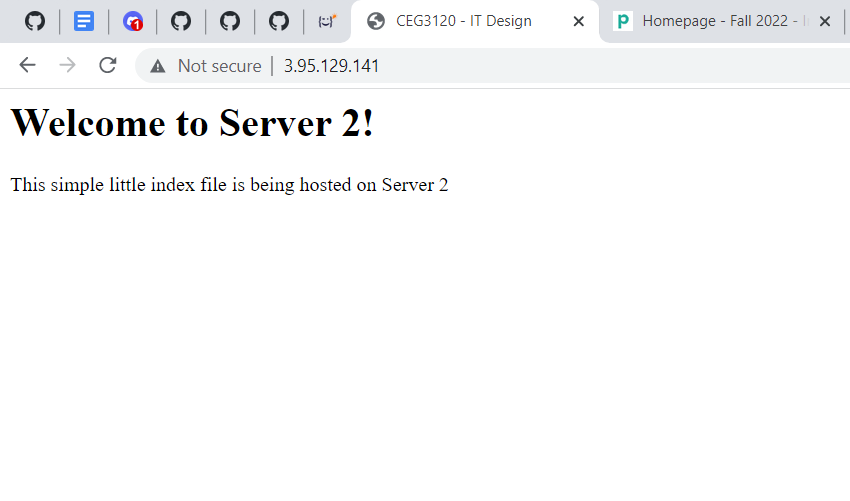 1
CEG3120 - IT Design
Homepage - Fall 2022 -
Not secure
3.95.129.141
Welcome to Server 2!
This simple little index file is being hosted on Server 2